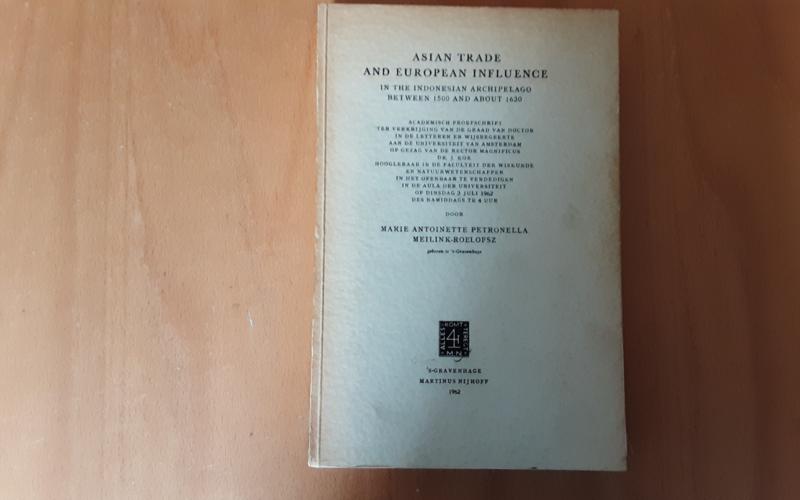 ASIAN TRADE
AND EUROPEAN INFLUENCE
IN THE INDONESIAN ARCHIPELAGO
BETWEEN 1500 AND ABOUT 1630
ACADEMISCH PROEFSCHRIFT
TER VERKRIJGING VAN DE GRAAD VAN DOCTOR
IN DE LETTEREN EN WIJSBEGEERTE
AAN DE UNIVERSITEIT VAN AMSTERDAM
OP GEZAG VAN DE RECTOR MAGNIFICUS
DR. J. KOK
HOOGLERAAR IN DE FACULTEIT DER WISKUNDE
EN NATUURWETENSCHAPPEN
IN HET OPENBAAR TE VERDEDIGEN
IN DE AULA DER UNIVERSITEIT
OP DINSDAG 3 JULI 1962
DES NAMIDDAGS TE 4 UUR
DOOR
MARIE ANTOINETTE PETRONELLA
MEILINK-ROELOFSZ
geboren te 's-Gravenhage
ALLES KOMT TERECHT
M N
'S-GRAVENHAGE
MARTINUS NIJHOFF
1962